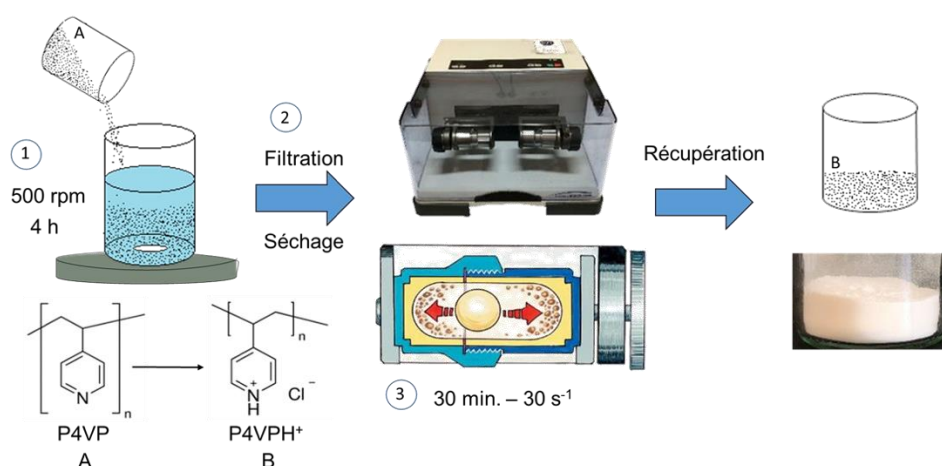 A
1
500 rpm
4 h
2
Filtration
Séchage
Récupération
B
3
30 min. – 30 s⁻¹
n
N
P4VP
A
n
N⁺
H
Cl⁻
P4VPH⁺
B